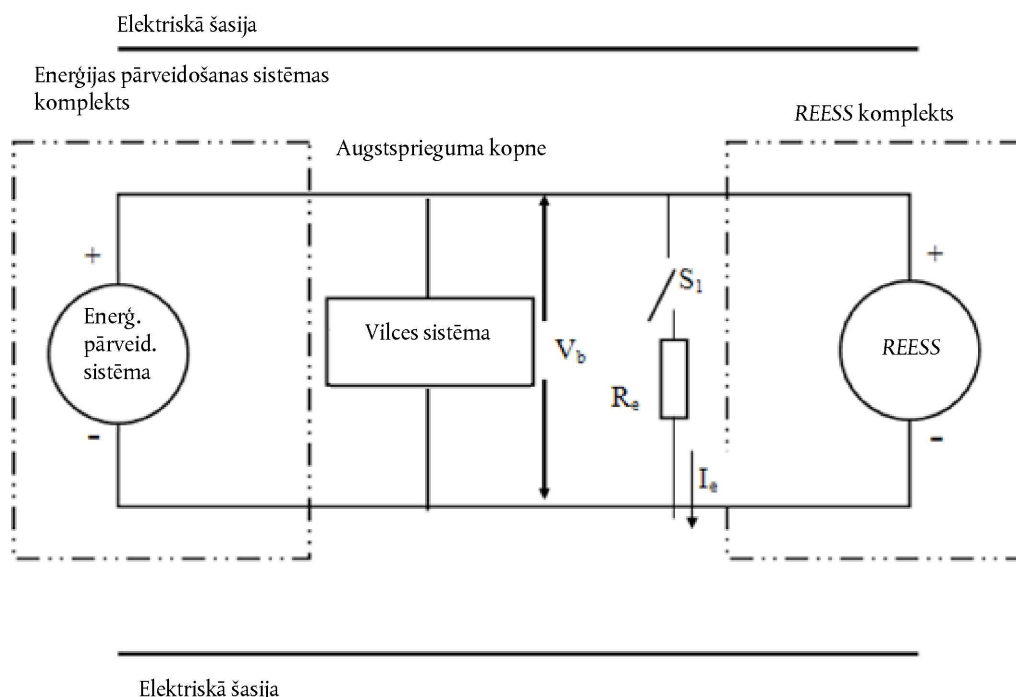 Elektriskā šasija
Enerģijas pārveidošanas sistēmas
komplekts
REESS komplekts
Augstsprieguma kopne
+
+
S1
Enerģ.
pārveid.
sistēma
Vilces sistēma
Vb
REESS
Re
-
-
Ie
Elektriskā šasija